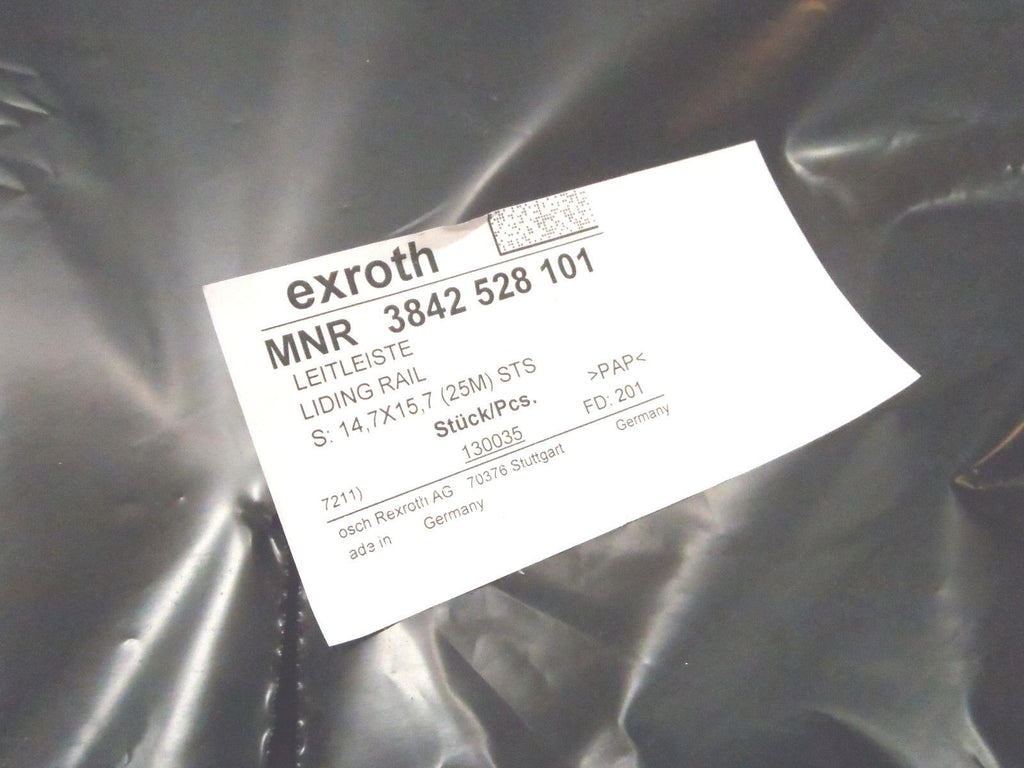 exroth
MNR 3842 528 101
LEITLEISTE
LIDING RAIL
S: 14,7X15,7 (25M) STS
Stück/Pcs. >PAP<
130035 FD: 201
7211)
osch Rexroth AG 70376 Stuttgart Germany
ade in Germany